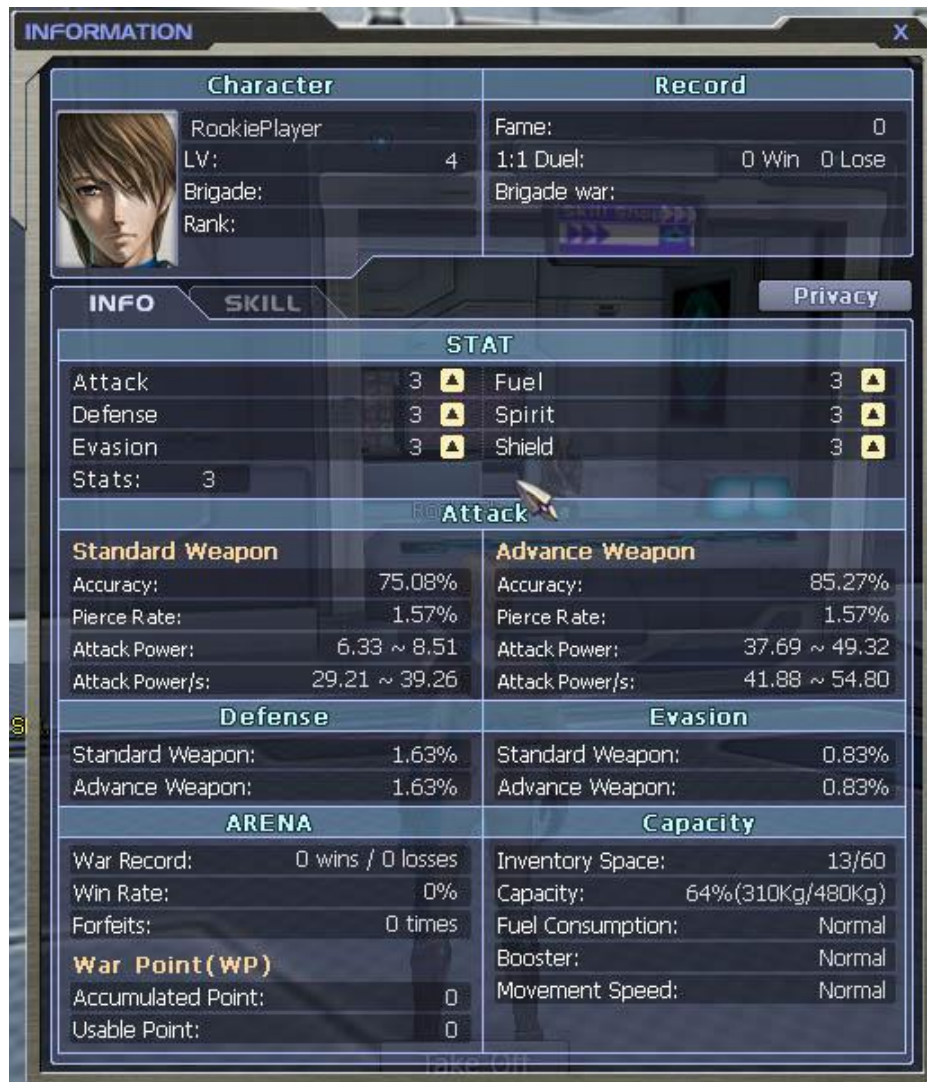 INFORMATION X
Character
RookiePlayer
LV: 4
Brigade:
Rank:
Record
Fame: 0
1:1 Duel: 0 Win 0 Lose
Brigade war:
INFO SKILL Privacy
STAT
Attack 3 Fuel 3
Defense 3 Spirit 3
Evasion 3 Shield 3
Stats: 3
Attack
Standard Weapon
Accuracy: 75.08%
Pierce Rate: 1.57%
Attack Power: 6.33 ~ 8.51
Attack Power/s: 29.21 ~ 39.26
Advance Weapon
Accuracy: 85.27%
Pierce Rate: 1.57%
Attack Power: 37.69 ~ 49.32
Attack Power/s: 41.88 ~ 54.80
Defense
Standard Weapon: 1.63%
Advance Weapon: 1.63%
Evasion
Standard Weapon: 0.83%
Advance Weapon: 0.83%
ARENA
War Record: 0 wins / 0 losses
Win Rate: 0%
Forfeits: 0 times
War Point(WP)
Accumulated Point: 0
Usable Point: 0
Capacity
Inventory Space: 13/60
Capacity: 64%(310Kg/480Kg)
Fuel Consumption: Normal
Booster: Normal
Movement Speed: Normal
Take Off